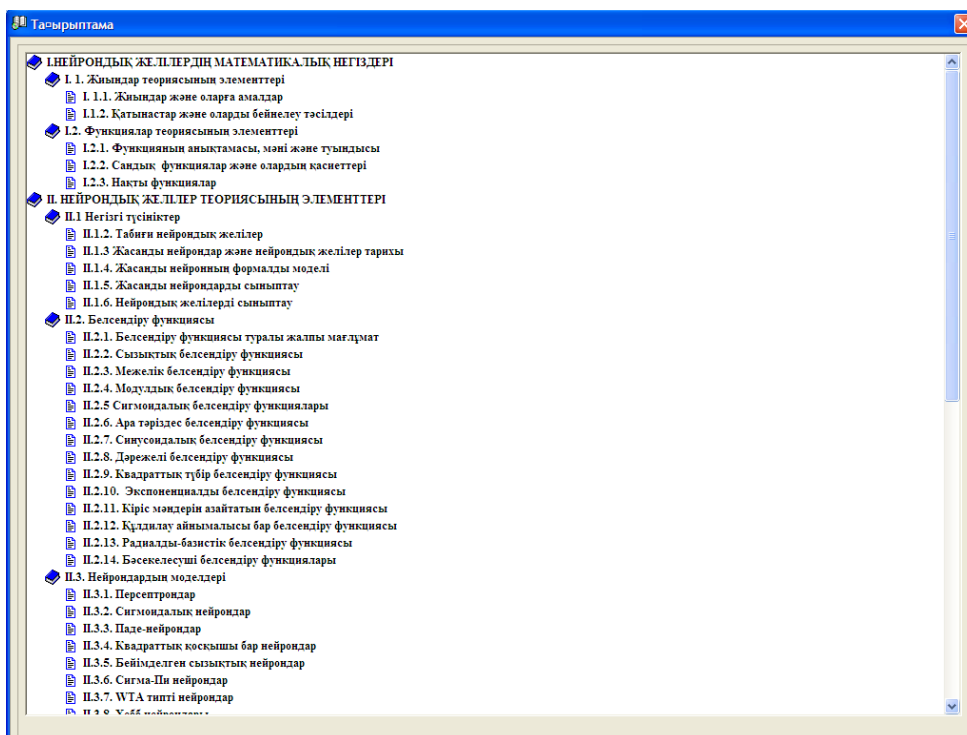 Таºырыптама
I.НЕЙРОНДЫҚ ЖЕЛІЛЕРДІҢ МАТЕМАТИКАЛЫҚ НЕГІЗДЕРІ
I. 1. Жиындар теориясының элементтері
I. 1.1. Жиындар және оларға амалдар
I.1.2. Қатынастар және оларды бейнелеу тәсілдері
I.2. Функциялар теориясының элементтері
I.2.1. Функцияның анықтамасы, мәні және туындысы
I.2.2. Сандық функциялар және олардың қасиеттері
I.2.3. Нақты функциялар
II. НЕЙРОНДЫҚ ЖЕЛІЛЕР ТЕОРИЯСЫНЫҢ ЭЛЕМЕНТТЕРІ
II.1 Негізгі түсініктер
II.1.2. Табиғи нейрондық желілер
II.1.3 Жасанды нейрондар және нейрондық желілер тарихы
II.1.4. Жасанды нейронның формалды моделі
II.1.5. Жасанды нейрондарды сыныптау
II.1.6. Нейрондық желілерді сыныптау
II.2. Белсендіру функциясы
II.2.1. Белсендіру функциясы туралы жалпы мағлұмат
II.2.2. Сызықтық белсендіру функциясы
II.2.3. Межелік белсендіру функциясы
II.2.4. Модулдық белсендіру функциясы
II.2.5 Сигмоидалық белсендіру функциялары
II.2.6. Ара тәріздес белсендіру функциясы
II.2.7. Синусоидалық белсендіру функциясы
II.2.8. Дәрежелі белсендіру функциясы
II.2.9. Квадраттық түбір белсендіру функциясы
II.2.10. Экспоненциалды белсендіру функциясы
II.2.11. Кіріс мәндерін азайтатын белсендіру функциясы
II.2.12. Құлдилау айнымалысы бар белсендіру функциясы
II.2.13. Радиалды-базистік белсендіру функциясы
II.2.14. Бәсекелесуші белсендіру функциялары
II.3. Нейрондардың моделдері
II.3.1. Персептрондар
II.3.2. Сигмоидалық нейрондар
II.3.3. Паде-нейрондар
II.3.4. Квадраттық қосқышы бар нейрондар
II.3.5. Бейімделген сызықтық нейрондар
II.3.6. Сигма-Пи нейрондар
II.3.7. WTA типті нейрондар
II.3.8. Хебб нейрондары